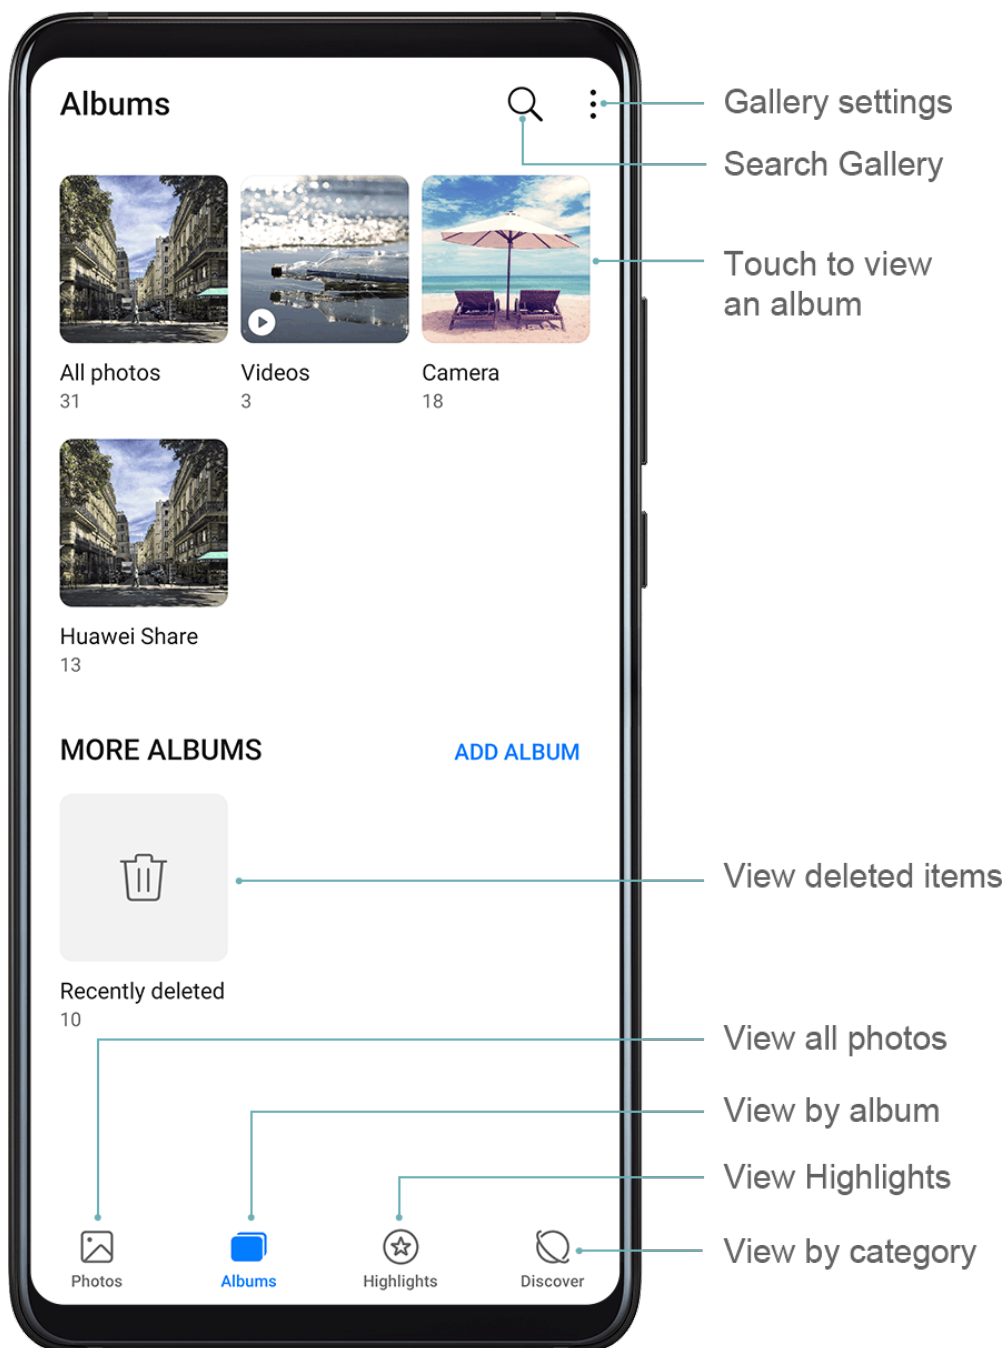 Albums
Gallery settings
Search Gallery
Touch to view
an album
All photos
31
Videos
3
Camera
18
Huawei Share
13
MORE ALBUMS
ADD ALBUM
View deleted items
Recently deleted
10
View all photos
View by album
View Highlights
View by category
Photos
Albums
Highlights
Discover